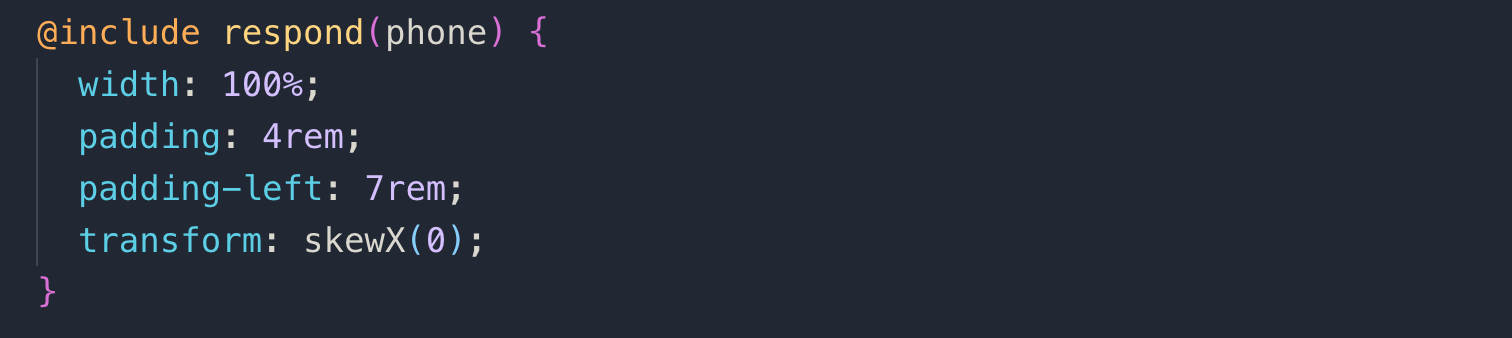 @include respond(phone) {
width: 100%;
padding: 4rem;
padding-left: 7rem;
transform: skewX(0);
}